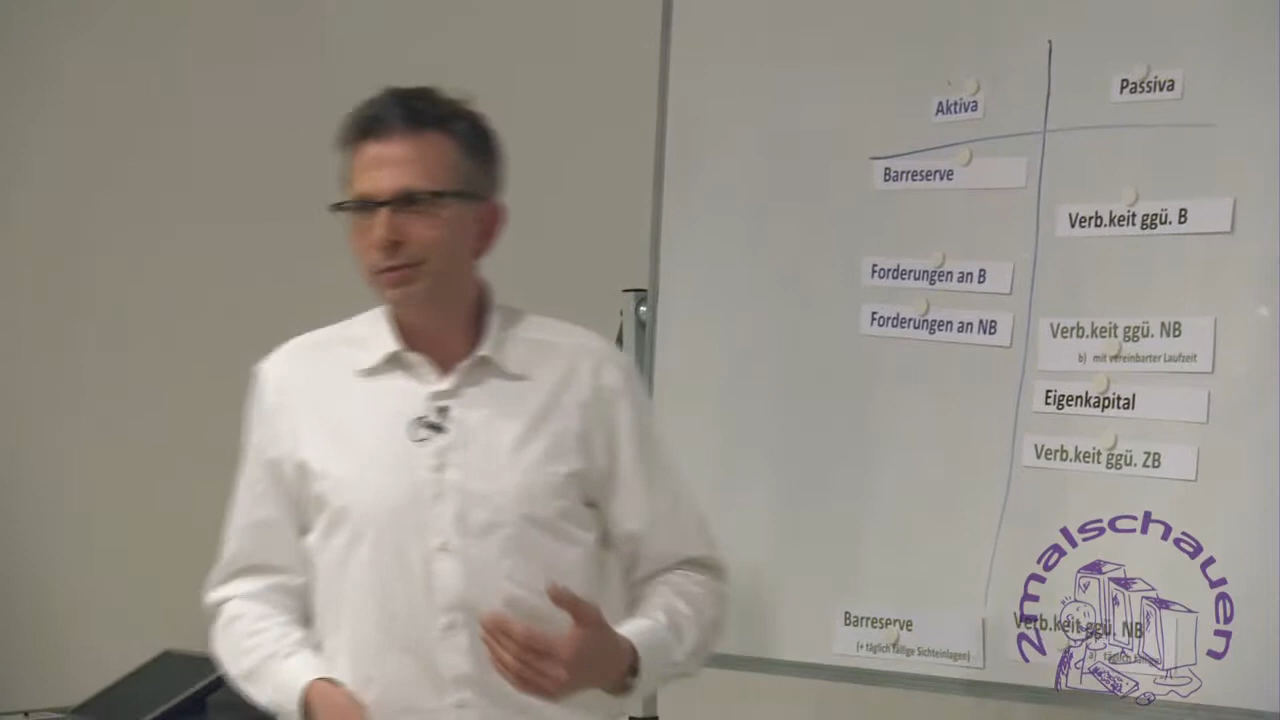 Aktiva
Passiva
Barreserve
Verb.keit ggü. B
Forderungen an B
Forderungen an NB
Verb.keit ggü. NB
b) mit vereinbarter Laufzeit
Eigenkapital
Verb.keit ggü. ZB
Barreserve
(+ täglich fällige Sichteinlagen)
Verb.keit ggü. NB
a) täglich
2malschauen